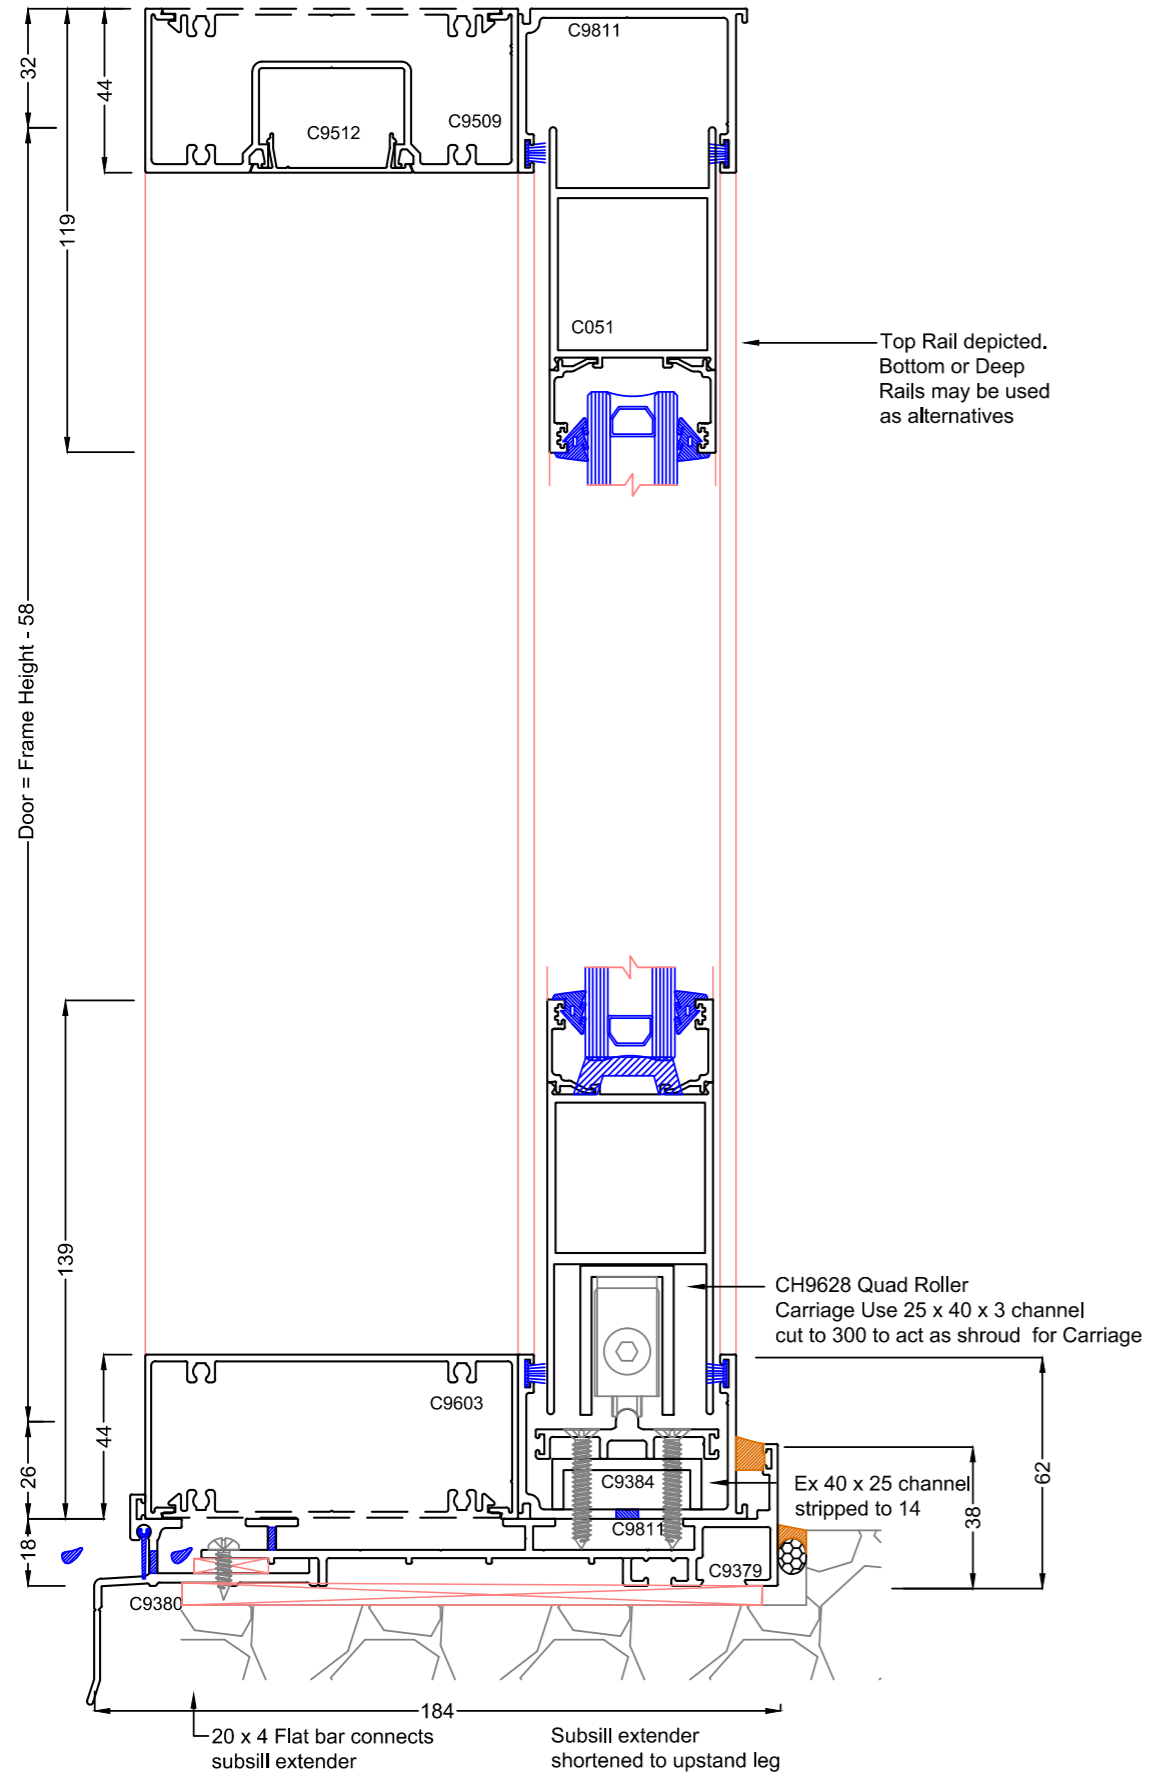 C9811
32
44
C9512
C9509
119
C051
Top Rail depicted.
Bottom or Deep
Rails may be used
as alternatives
Door = Frame Height - 58
139
CH9628 Quad Roller
Carriage Use 25 x 40 x 3 channel
cut to 300 to act as shroud for Carriage
C9603
44
26
62
C9384
Ex 40 x 25 channel
stripped to 14
38
C9811
18
C9379
C9380
184
20 x 4 Flat bar connects
subsill extender
Subsill extender
shortened to upstand leg